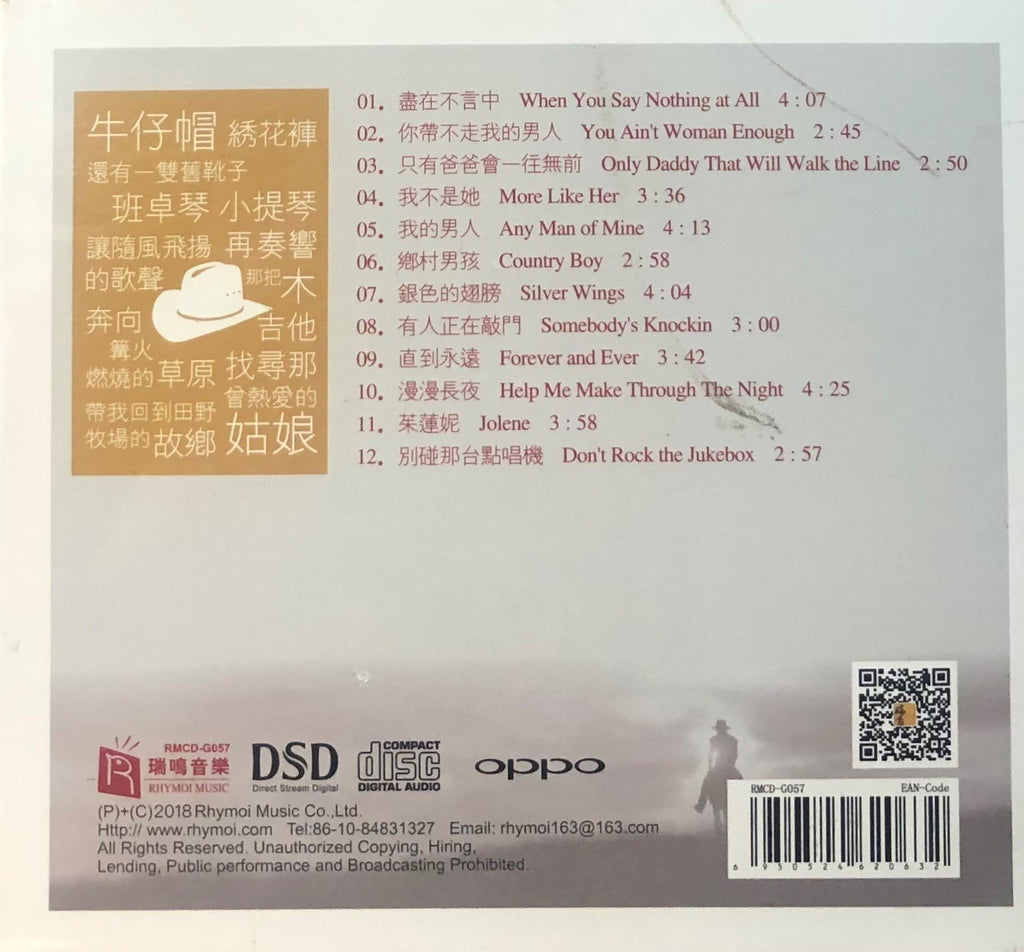 牛仔帽 綉花褲
還有一雙舊靴子
班卓琴 小提琴
讓隨風飛揚 再奏響
的歌聲 那把 木
奔向 吉他
篝火
燃燒的 草原 找尋那
曾熱愛的
帶我回到田野
牧場的 故鄉 姑娘
01. 盡在不言中 When You Say Nothing at All 4 : 07
02. 你帶不走我的男人 You Ain't Woman Enough 2 : 45
03. 只有爸爸會一往無前 Only Daddy That Will Walk the Line 2 : 50
04. 我不是她 More Like Her 3 : 36
05. 我的男人 Any Man of Mine 4 : 13
06. 鄉村男孩 Country Boy 2 : 58
07. 銀色的翅膀 Silver Wings 4 : 04
08. 有人正在敲門 Somebody's Knockin 3 : 00
09. 直到永遠 Forever and Ever 3 : 42
10. 漫漫長夜 Help Me Make Through The Night 4 : 25
11. 茱蓮妮 Jolene 3 : 58
12. 別碰那台點唱機 Don't Rock the Jukebox 2 : 57
RMCD-G057
瑞鳴音樂
RHYMOI MUSIC
DSD
Direct Stream Digital
COMPACT
disc
DIGITAL AUDIO
oppo
(P)+(C)2018 Rhymoi Music Co.,Ltd.
Http:// www.rhymoi.com Tel:86-10-84831327 Email: rhymoi163@163.com
All Rights Reserved. Unauthorized Copying, Hiring,
Lending, Public performance and Broadcasting Prohibited.
RMCD-G057 EAN-Code
6 950524 620632